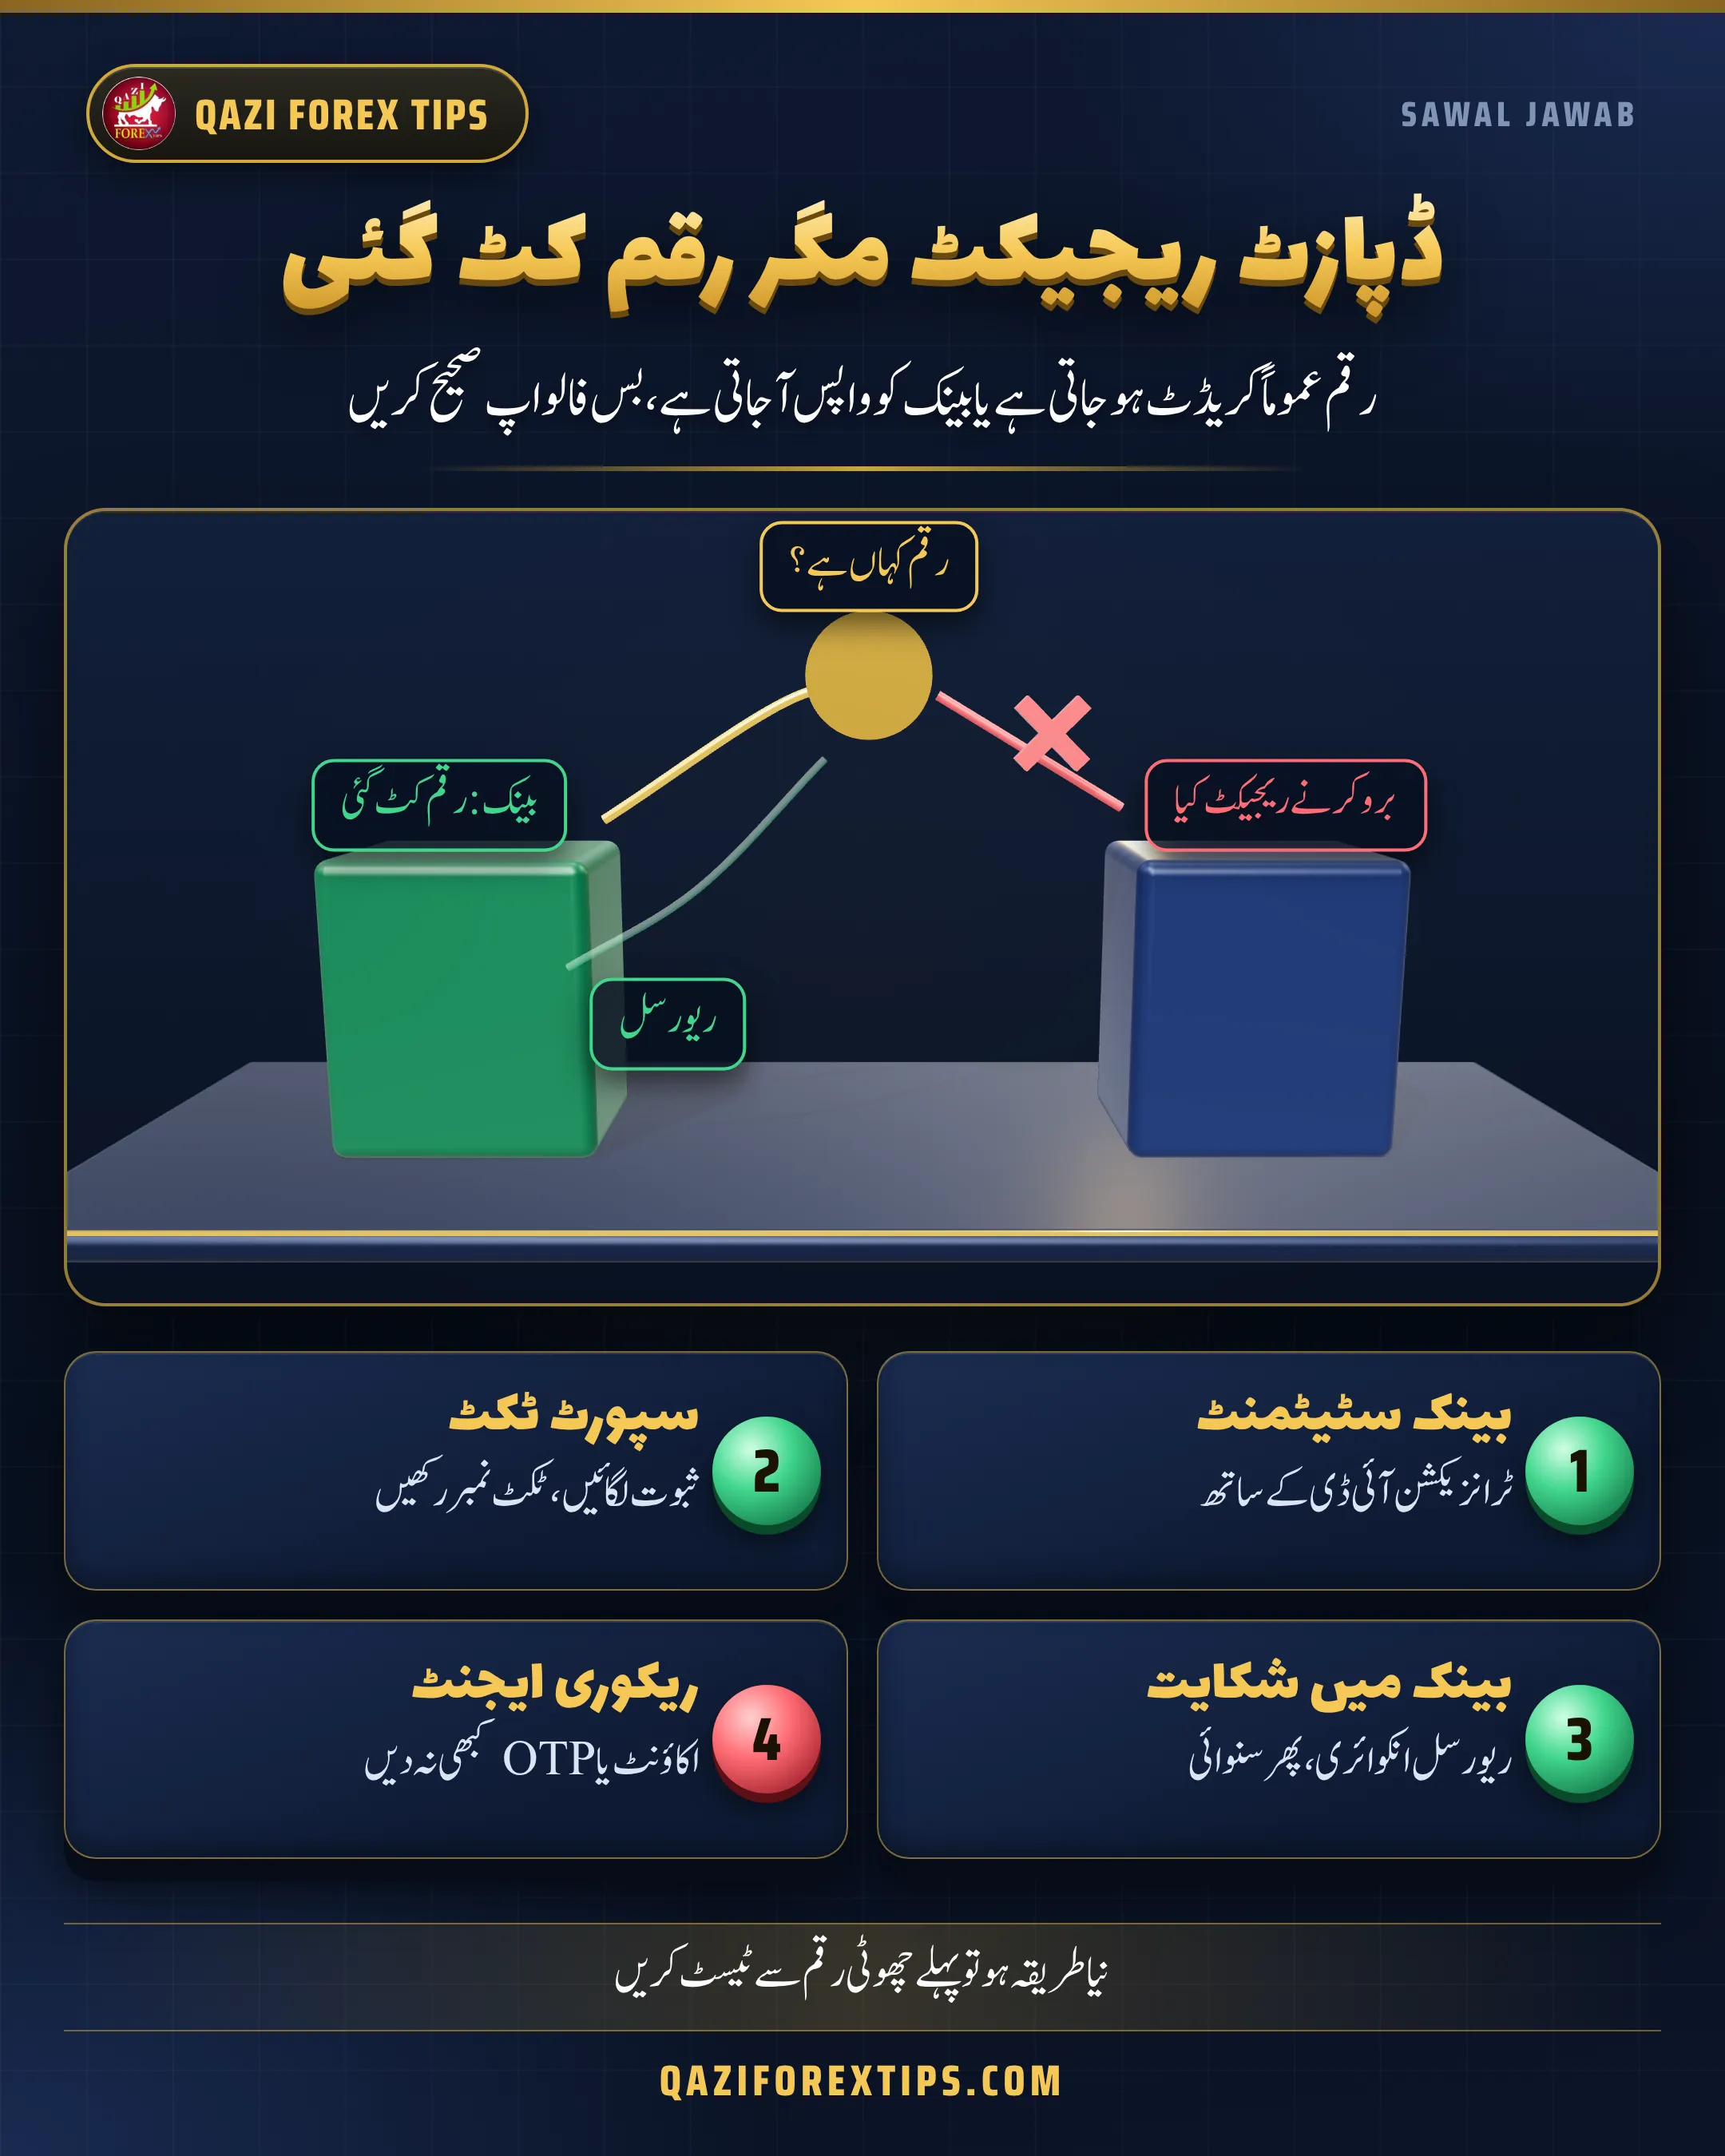 QAZI FOREX TIPS
SAWAL JAWAB
ڈپازٹ ریجیکٹ مگر رقم کٹ گئی
رقم عموماً کریڈٹ ہو جاتی ہے یا بینک کو واپس آ جاتی ہے، بس فالو اپ صحیح کریں
رقم کہاں ہے؟
بینک: رقم کٹ گئی
بروکر نے ریجیکٹ کیا
ریورسل
1
بینک سٹیٹمنٹ
ٹرانزیکشن آئی ڈی کے ساتھ
2
سپورٹ ٹکٹ
ثبوت لگائیں، ٹکٹ نمبر رکھیں
3
بینک میں شکایت
ریورسل انکوائری، پھر سنوائی
4
ریکوری ایجنٹ
اکاؤنٹ یا OTP کبھی نہ دیں
نیا طریقہ ہو تو پہلے چھوٹی رقم سے ٹیسٹ کریں
QAZIFOREXTIPS.COM